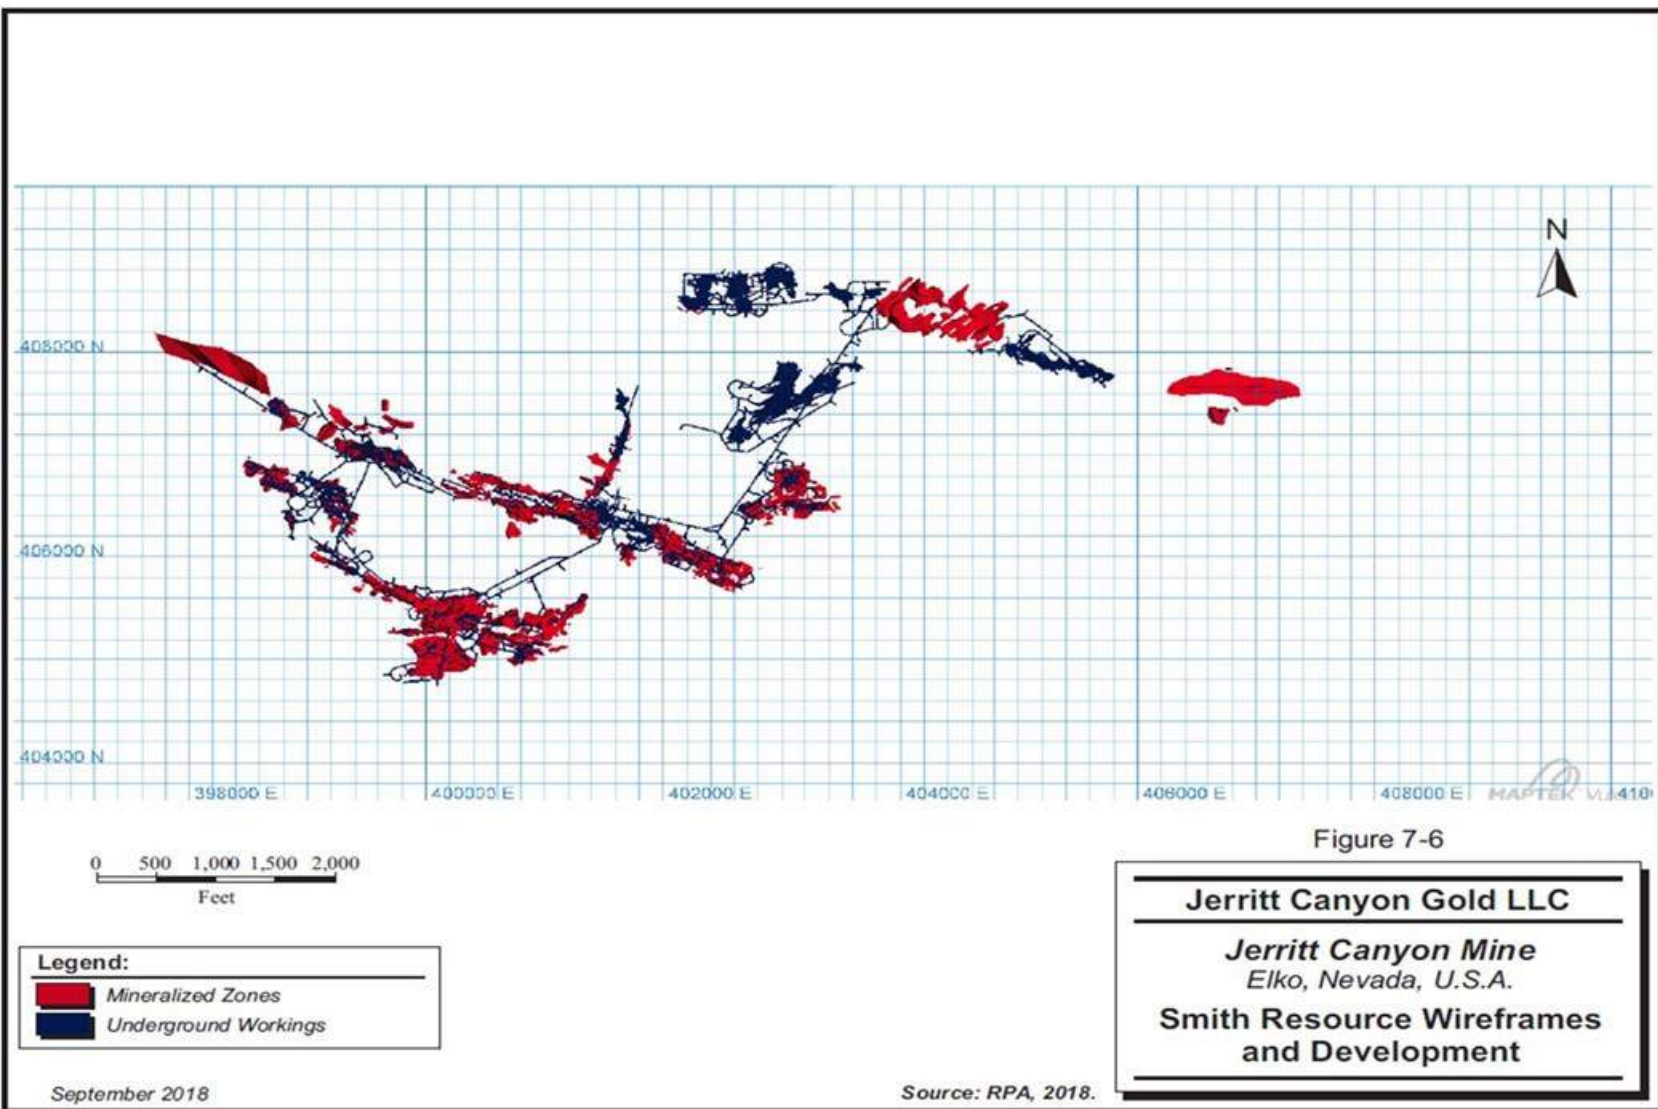 N
408000 N
406000 N
404000 N
398000 E
400000 E
402000 E
404000 E
406000 E
408000 E
MAPTEK
Figure 7-6
0 500 1,000 1,500 2,000
Feet
Jerritt Canyon Gold LLC
Jerritt Canyon Mine
Elko, Nevada, U.S.A.
Smith Resource Wireframes
and Development
Legend:
Mineralized Zones
Underground Workings
September 2018
Source: RPA, 2018.